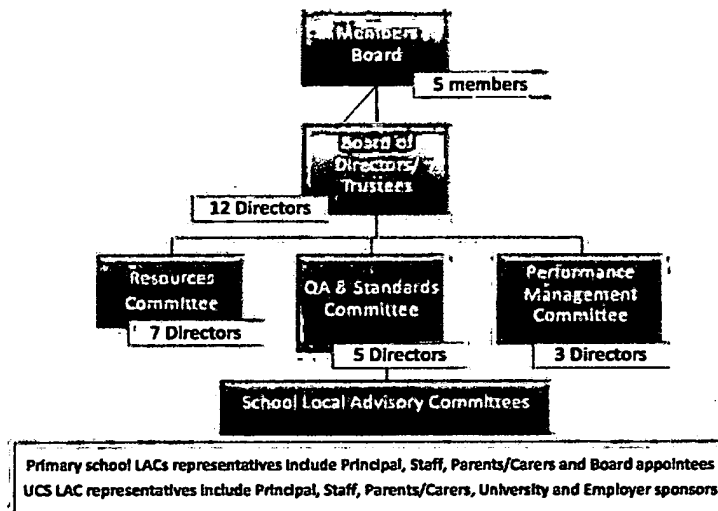 Members
Board
5 members
Board of
Directors/
Trustees
12 Directors
Resources
Committee
7 Directors
QA & Standards
Committee
5 Directors
Performance
Management
Committee
3 Directors
School Local Advisory Committees
Primary school LACs representatives include Principal, Staff, Parents/Carers and Board appointees
UCS LAC representatives include Principal, Staff, Parents/Carers, University and Employer sponsors